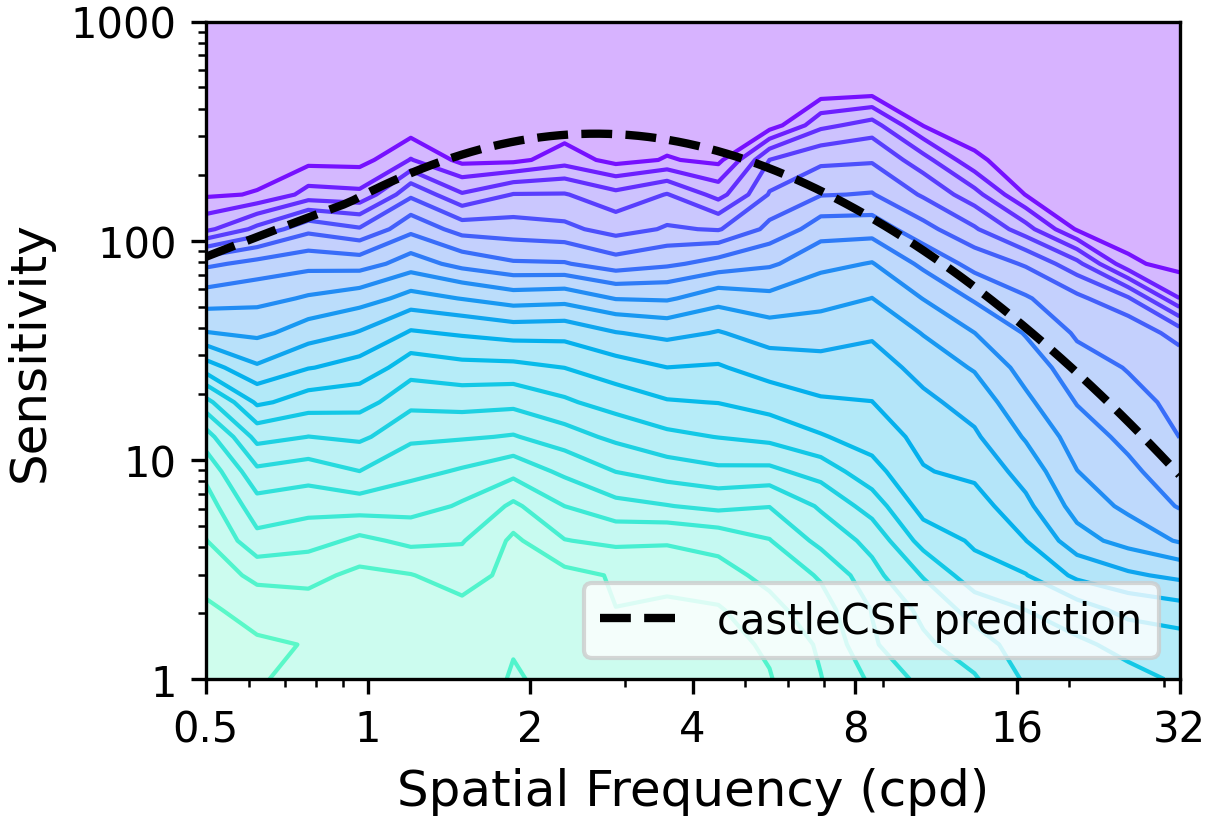 1000
100
10
1
Sensitivity
castleCSF prediction
0.5 1 2 4 8 16 32
Spatial Frequency (cpd)